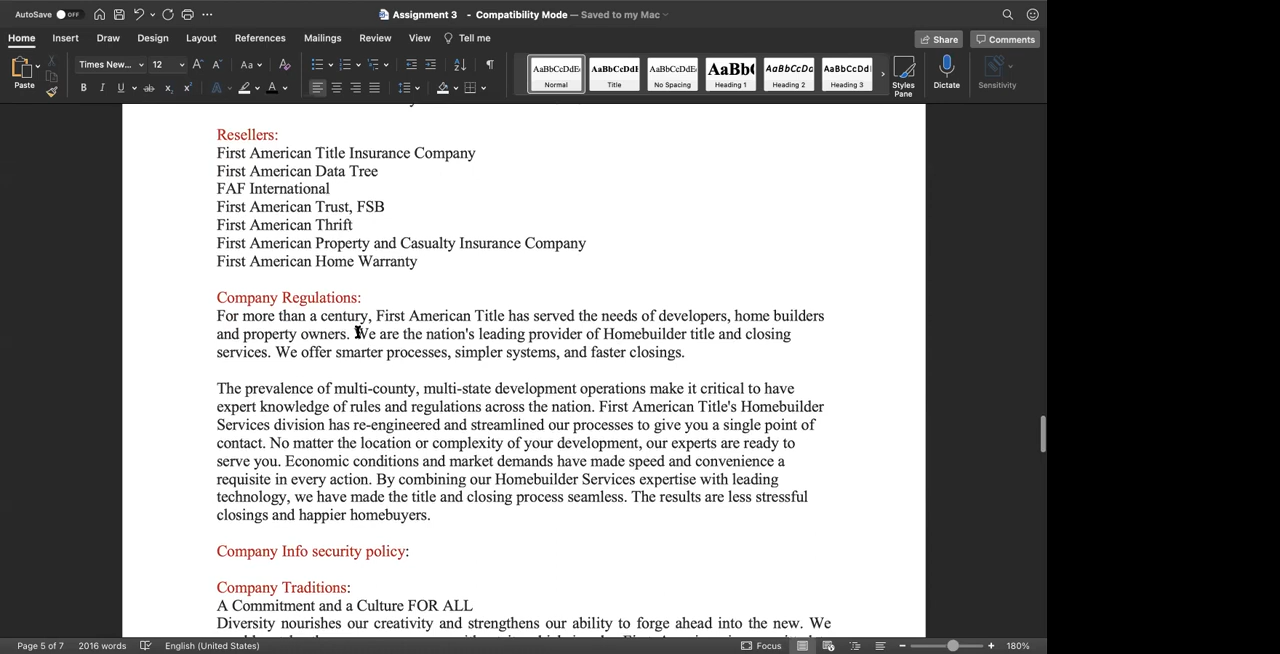 AutoSave OFF
Assignment 3 - Compatibility Mode — Saved to my Mac
Home Insert Draw Design Layout References Mailings Review View Tell me
Share Comments
Paste
Times New... 12
Aa
B I U ab x₂ x² A A
AaBbCcDdEe AaBbCcDdI AaBbCcDdEe AaBb( AaBbCcDc AaBbCcDdI
Normal Title No Spacing Heading 1 Heading 2 Heading 3
Styles Pane
Dictate
Sensitivity
Resellers:
First American Title Insurance Company
First American Data Tree
FAF International
First American Trust, FSB
First American Thrift
First American Property and Casualty Insurance Company
First American Home Warranty
Company Regulations:
For more than a century, First American Title has served the needs of developers, home builders
and property owners. We are the nation's leading provider of Homebuilder title and closing
services. We offer smarter processes, simpler systems, and faster closings.
The prevalence of multi-county, multi-state development operations make it critical to have
expert knowledge of rules and regulations across the nation. First American Title's Homebuilder
Services division has re-engineered and streamlined our processes to give you a single point of
contact. No matter the location or complexity of your development, our experts are ready to
serve you. Economic conditions and market demands have made speed and convenience a
requisite in every action. By combining our Homebuilder Services expertise with leading
technology, we have made the title and closing process seamless. The results are less stressful
closings and happier homebuyers.
Company Info security policy:
Company Traditions:
A Commitment and a Culture FOR ALL
Diversity nourishes our creativity and strengthens our ability to forge ahead into the new. We
Page 5 of 7 2016 words English (United States) Focus 180%